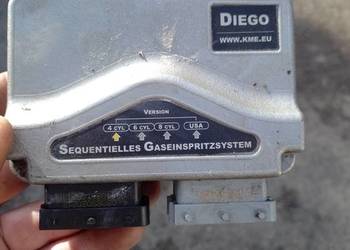 DIEGO
WWW.KME.EU
VERSION
4 CYL 6 CYL 8 CYL USA
SEQUENTIELLES GASEINSPRITZSYSTEM